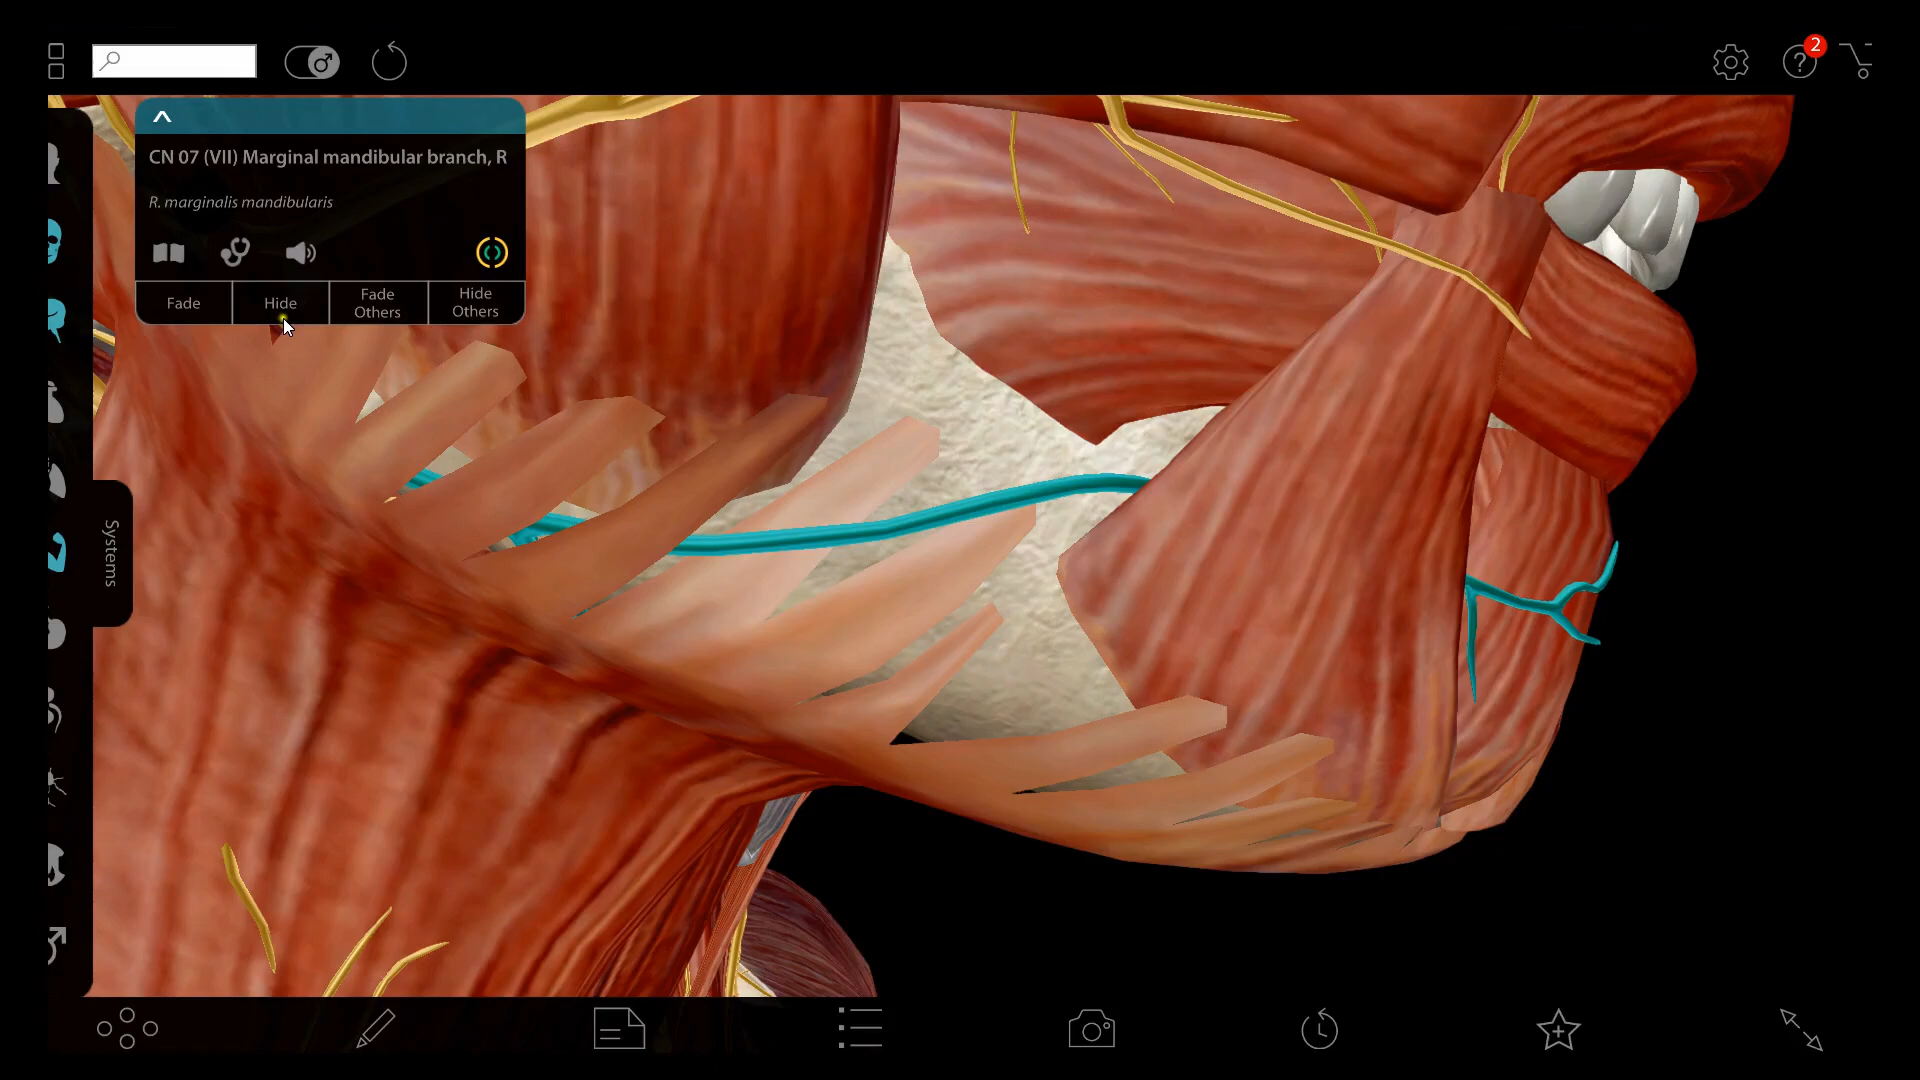 2
CN 07 (VII) Marginal mandibular branch, R
R. marginalis mandibularis
Fade
Hide
Fade
Others
Hide
Others
Systems